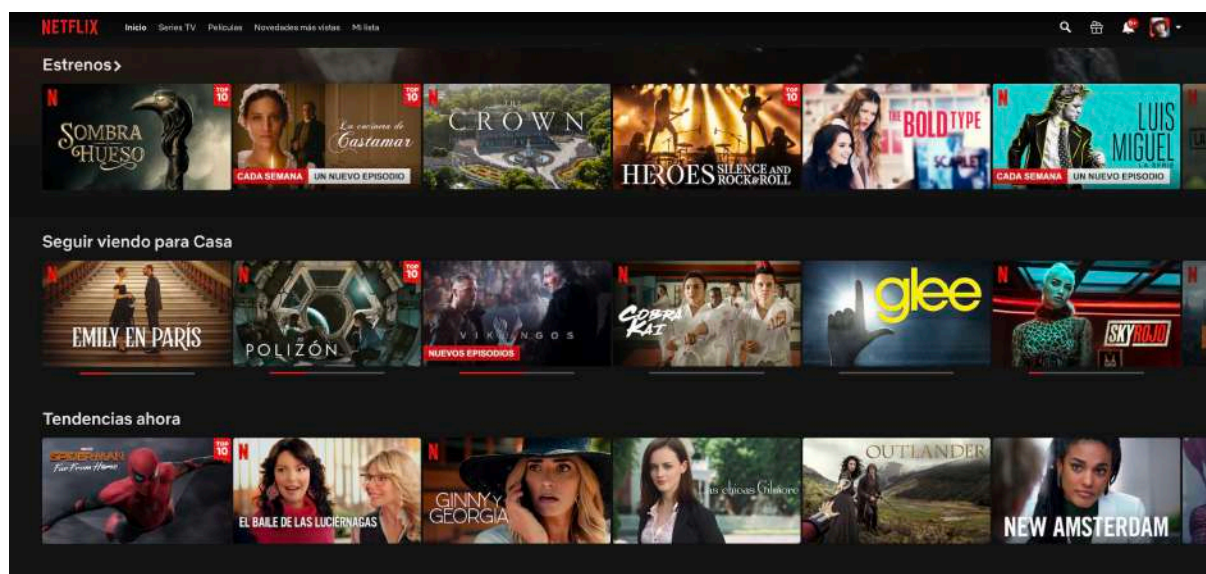 NETFLIX Inicio Series TV Películas Novedades más vistas Mi lista
Estrenos>
N SOMBRA Y HUESO TOP 10
La cocinera de Castamar TOP 10
CADA SEMANA UN NUEVO EPISODIO
N THE CROWN
HÉROES SILENCE AND ROCK & ROLL TOP 10
THE BOLD TYPE
SCARLET
N LUIS MIGUEL LA SERIE
CADA SEMANA UN NUEVO EPISODIO
Seguir viendo para Casa
N EMILY EN PARÍS
N POLIZÓN TOP 10
VIKINGOS
NUEVOS EPISODIOS
N COBRA KAI
glee
N SKY ROJO
Tendencias ahora
SPIDER-MAN Far From Home TOP 10
N EL BAILE DE LAS LUCIÉRNAGAS
N GINNY Y GEORGIA
Las chicas Gilmore
OUTLANDER
NEW AMSTERDAM